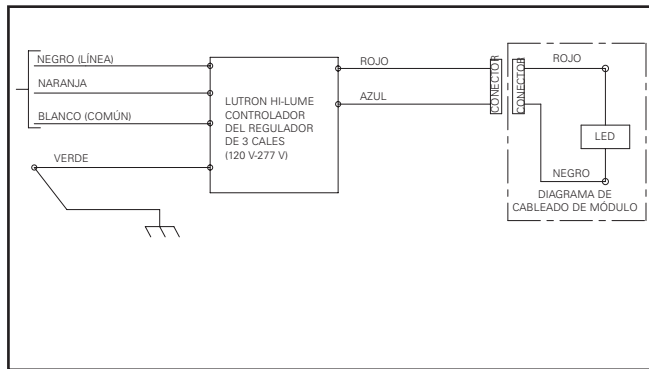 NEGRO (LÍNEA)
NARANJA
BLANCO (COMÚN)
VERDE
LUTRON HI-LUME
CONTROLADOR
DEL REGULADOR
DE 3 CALES
(120 V-277 V)
ROJO
AZUL
CONECTOR
CONECTOR
ROJO
LED
NEGRO
DIAGRAMA DE
CABLEADO DE MÓDULO